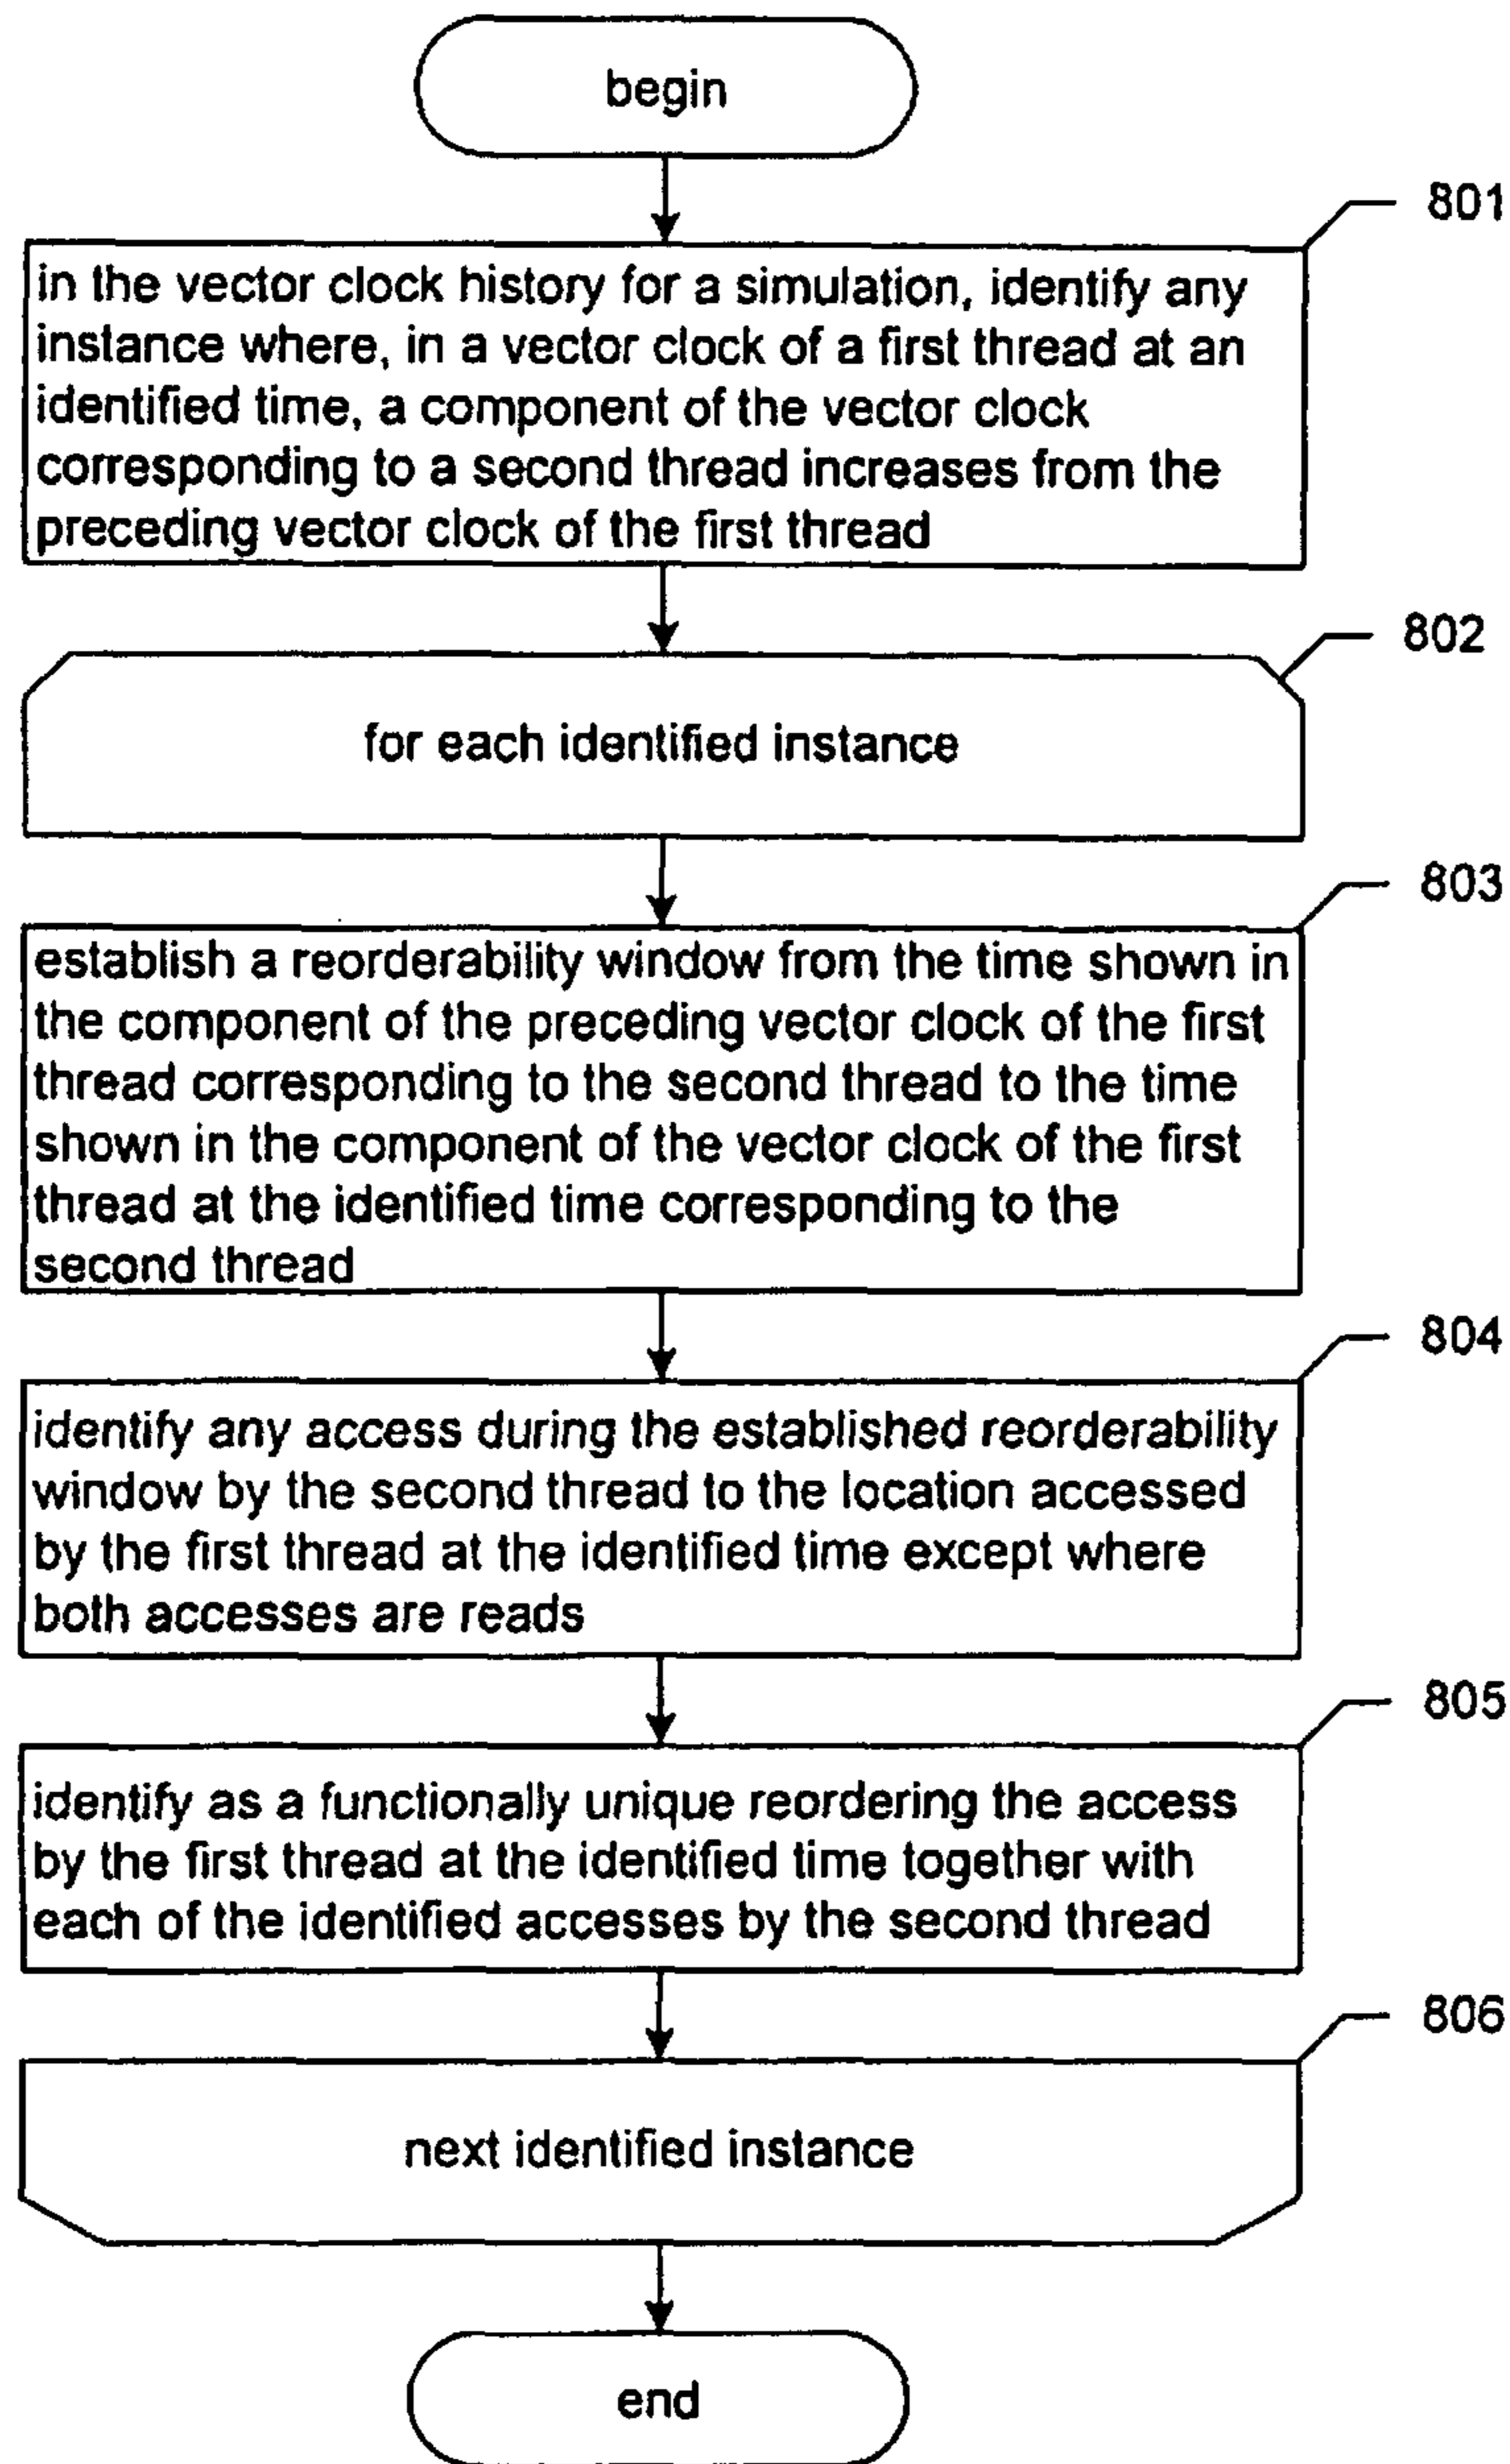 begin
801
in the vector clock history for a simulation, identify any
instance where, in a vector clock of a first thread at an
identified time, a component of the vector clock
corresponding to a second thread increases from the
preceding vector clock of the first thread
802
for each identified instance
803
establish a reorderability window from the time shown in
the component of the preceding vector clock of the first
thread corresponding to the second thread to the time
shown in the component of the vector clock of the first
thread at the identified time corresponding to the
second thread
804
identify any access during the established reorderability
window by the second thread to the location accessed
by the first thread at the identified time except where
both accesses are reads
805
identify as a functionally unique reordering the access
by the first thread at the identified time together with
each of the identified accesses by the second thread
806
next identified instance
end